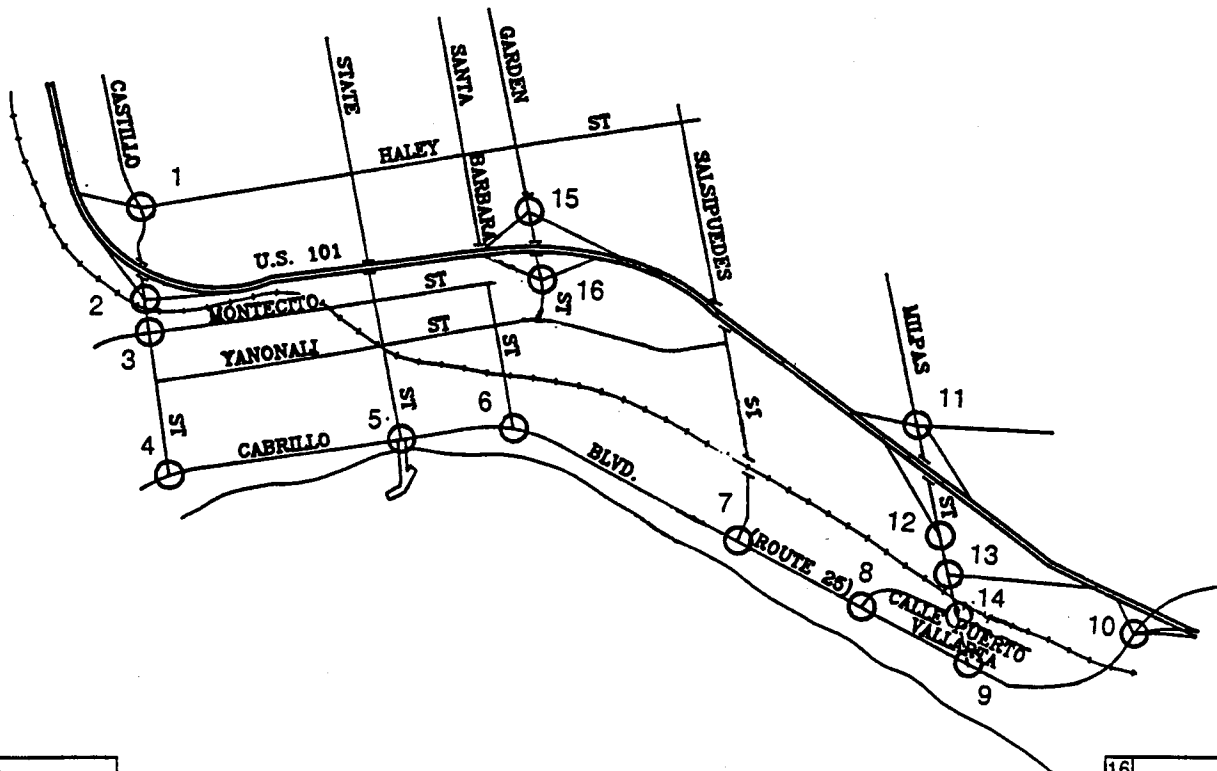 CASTILLO
STATE
SANTA
BARBARA
GARDEN
HALEY ST
SALSIPUEDES
1
15
U.S. 101
2
MONTECITO ST
16
ST
3
YANONALI ST
ST
ST
ST
ST
MILPAS
4
CABRILLO
5
6
BLVD.
11
7
(ROUTE 25)
8
12
ST
13
CALLE PUERTO
VALLARTA
14
10
9
16